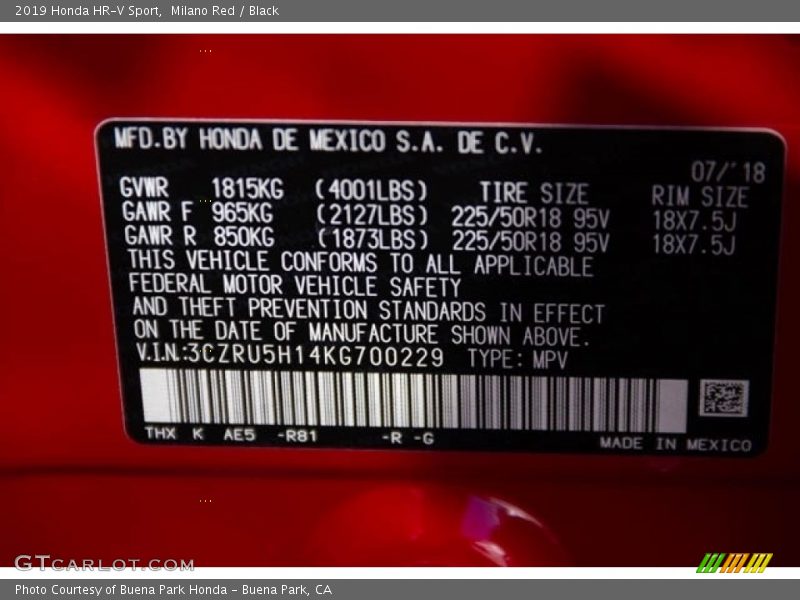 2019 Honda HR-V Sport,  Milano Red / Black
MFD.BY HONDA DE MEXICO S.A. DE C.V.
07/'18
GVWR 1815KG (4001LBS) TIRE SIZE RIM SIZE
GAWR F 965KG (2127LBS) 225/50R18 95V 18X7.5J
GAWR R 850KG (1873LBS) 225/50R18 95V 18X7.5J
THIS VEHICLE CONFORMS TO ALL APPLICABLE
FEDERAL MOTOR VEHICLE SAFETY
AND THEFT PREVENTION STANDARDS IN EFFECT
ON THE DATE OF MANUFACTURE SHOWN ABOVE.
V.I.N.:3CZRU5H14KG700229 TYPE: MPV
THX K AE5 -R81 -R -G
MADE IN MEXICO
GTCARLOT.COM
Photo Courtesy of Buena Park Honda - Buena Park, CA